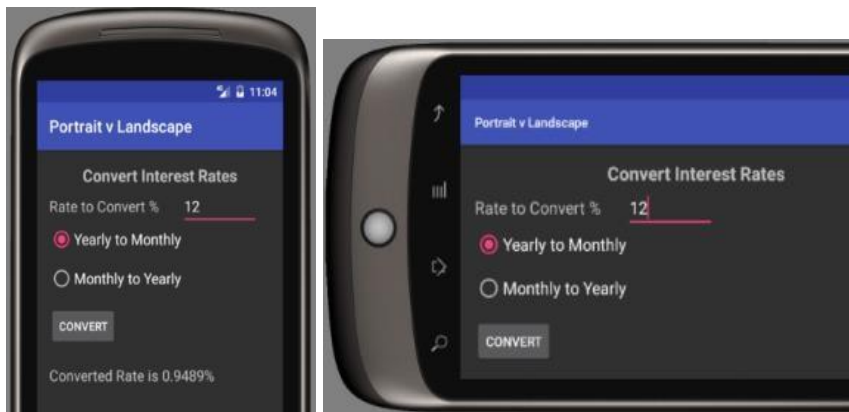 11:04
Portrait v Landscape
Convert Interest Rates
Rate to Convert % 12
Yearly to Monthly
Monthly to Yearly
CONVERT
Converted Rate is 0.9489%
Portrait v Landscape
Convert Interest Rates
Rate to Convert % 12
Yearly to Monthly
Monthly to Yearly
CONVERT